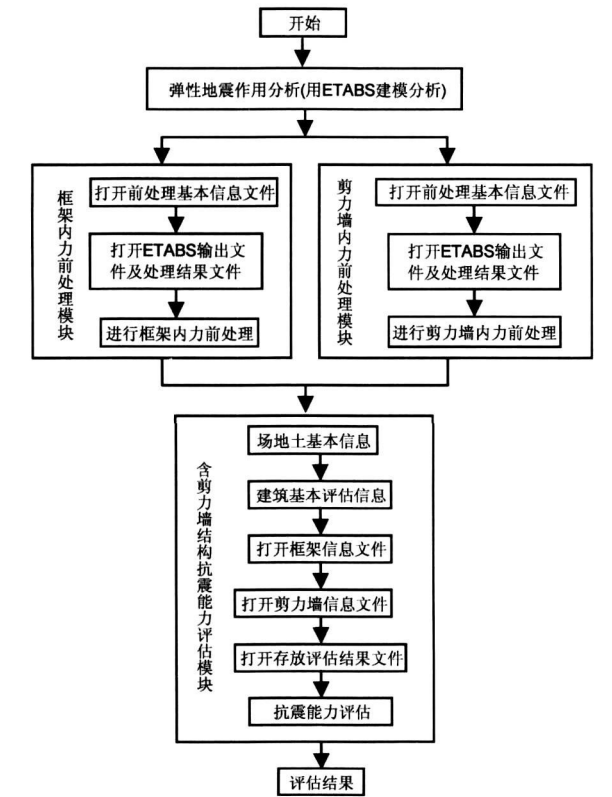 开始
弹性地震作用分析(用ETABS建模分析)
框架内力前处理模块
打开前处理基本信息文件
打开ETABS输出文
件及处理结果文件
进行框架内力前处理
剪力墙内力前处理模块
打开前处理基本信息文件
打开ETABS输出文
件及处理结果文件
进行剪力墙内力前处理
含剪力墙结构抗震能力评估模块
场地土基本信息
建筑基本评估信息
打开框架信息文件
打开剪力墙信息文件
打开存放评估结果文件
抗震能力评估
评估结果